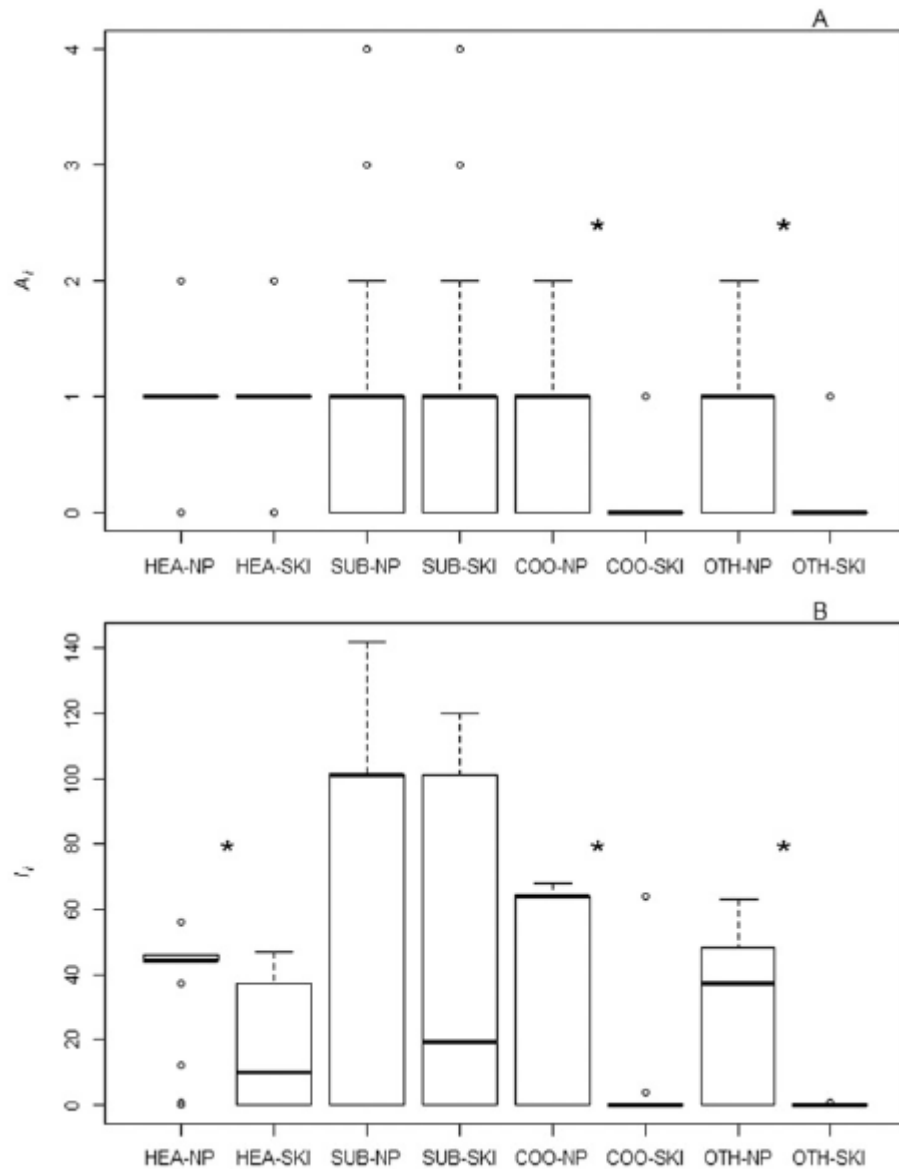 A
4
3
2
1
0
A_i
* *
HEA-NP HEA-SKI SUB-NP SUB-SKI COO-NP COO-SKI OTH-NP OTH-SKI
B
140
120
100
80
60
40
20
0
I_i
* * *
HEA-NP HEA-SKI SUB-NP SUB-SKI COO-NP COO-SKI OTH-NP OTH-SKI